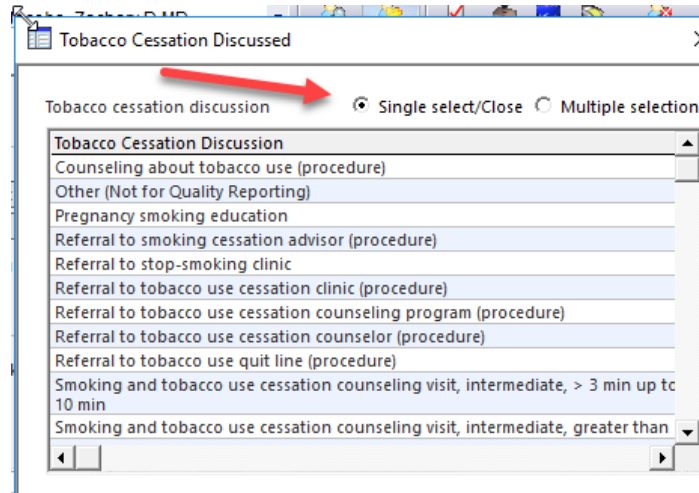 Tobacco Cessation Discussed
Tobacco cessation discussion Single select/Close Multiple selection
Tobacco Cessation Discussion
Counseling about tobacco use (procedure)
Other (Not for Quality Reporting)
Pregnancy smoking education
Referral to smoking cessation advisor (procedure)
Referral to stop-smoking clinic
Referral to tobacco use cessation clinic (procedure)
Referral to tobacco use cessation counseling program (procedure)
Referral to tobacco use cessation counselor (procedure)
Referral to tobacco use quit line (procedure)
Smoking and tobacco use cessation counseling visit, intermediate, > 3 min up to
10 min
Smoking and tobacco use cessation counseling visit, intermediate, greater than